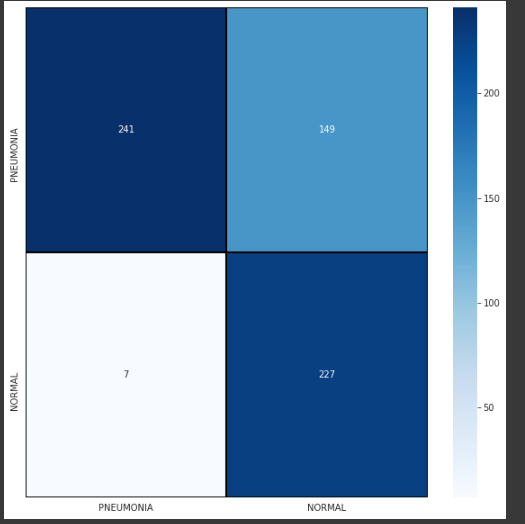 PNEUMONIA
241
149
NORMAL
7
227
PNEUMONIA
NORMAL
200
150
100
50